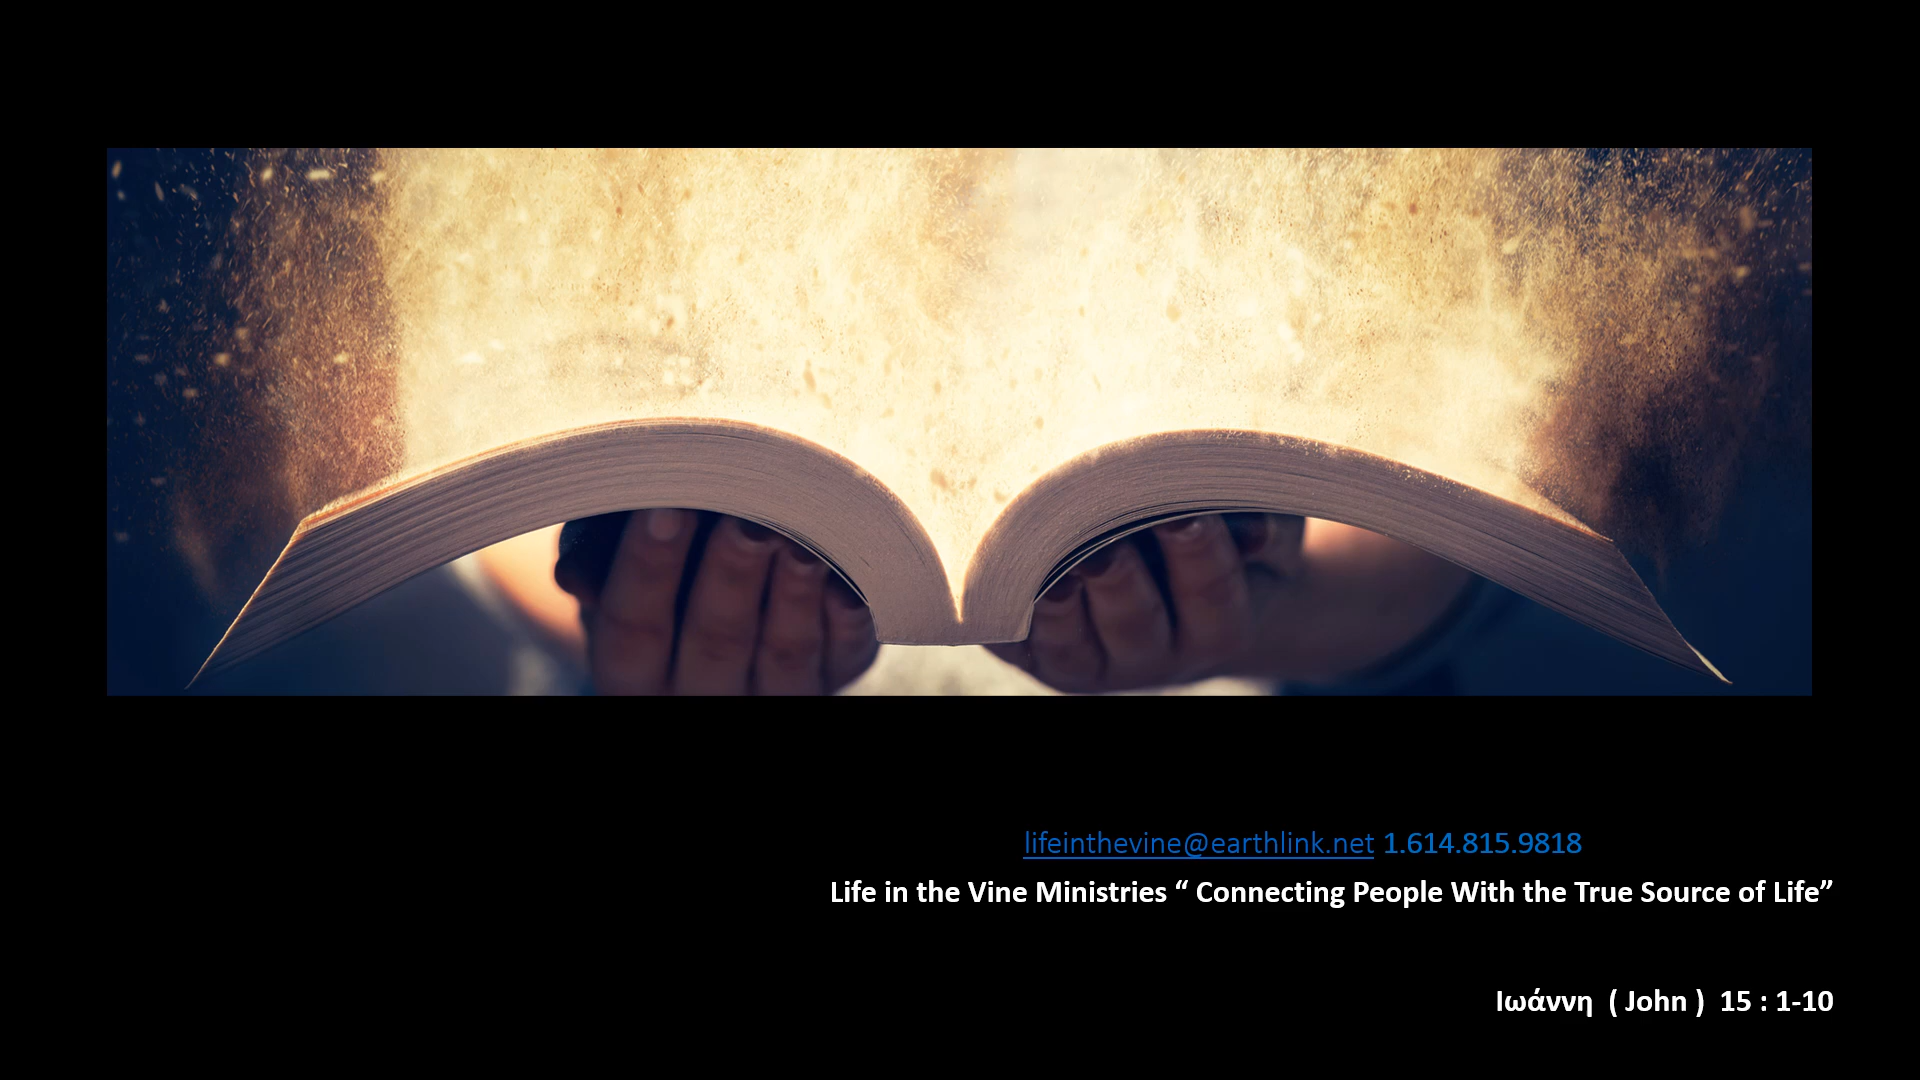 lifeinthevine@earthlink.net 1.614.815.9818
Life in the Vine Ministries “ Connecting People With the True Source of Life”
Ιωάννη ( John ) 15 : 1-10